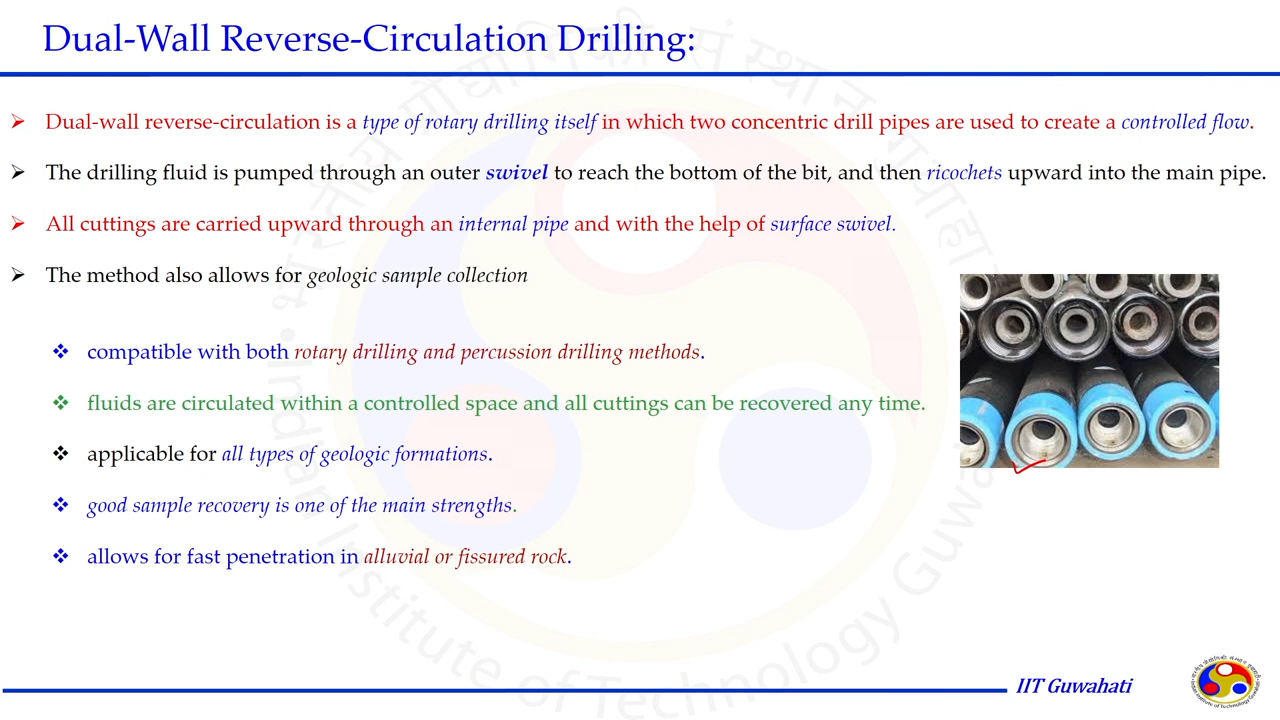 Dual-Wall Reverse-Circulation Drilling:
Dual-wall reverse-circulation is a type of rotary drilling itself in which two concentric drill pipes are used to create a controlled flow.
The drilling fluid is pumped through an outer swivel to reach the bottom of the bit, and then ricochets upward into the main pipe.
All cuttings are carried upward through an internal pipe and with the help of surface swivel.
The method also allows for geologic sample collection
compatible with both rotary drilling and percussion drilling methods.
fluids are circulated within a controlled space and all cuttings can be recovered any time.
applicable for all types of geologic formations.
good sample recovery is one of the main strengths.
allows for fast penetration in alluvial or fissured rock.
Indian Institute of Technology Guwa
IIT Guwahati